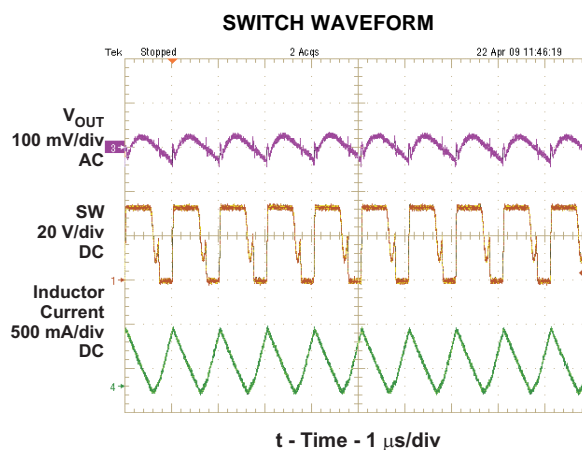 SWITCH WAVEFORM
Tek Stopped 2 Acqs 22 Apr 09 11:46:19
V_OUT
100 mV/div
AC
3
SW
20 V/div
DC
1
Inductor
Current
500 mA/div
DC
4
t - Time - 1 μs/div